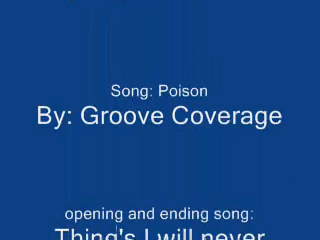 Song: Poison
By: Groove Coverage
opening and ending song:
Thing's I will never